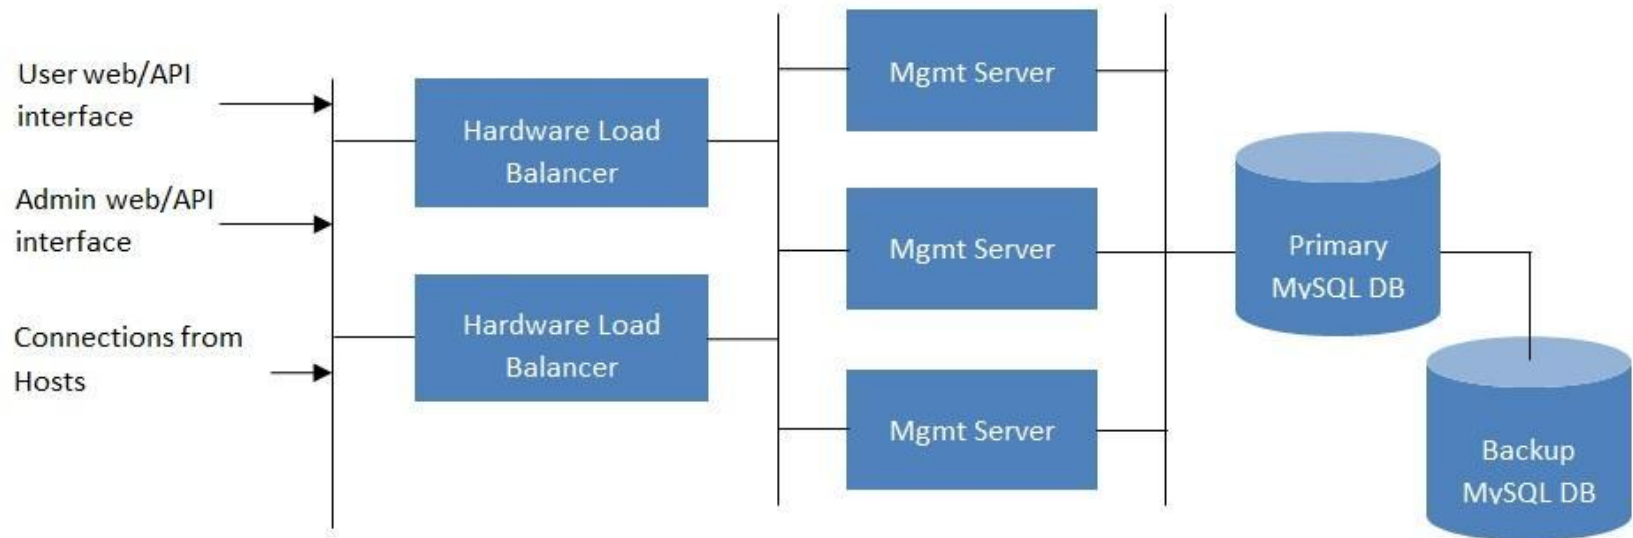 User web/API
interface
Admin web/API
interface
Connections from
Hosts
Hardware Load
Balancer
Hardware Load
Balancer
Mgmt Server
Mgmt Server
Mgmt Server
Primary
MySQL DB
Backup
MySQL DB